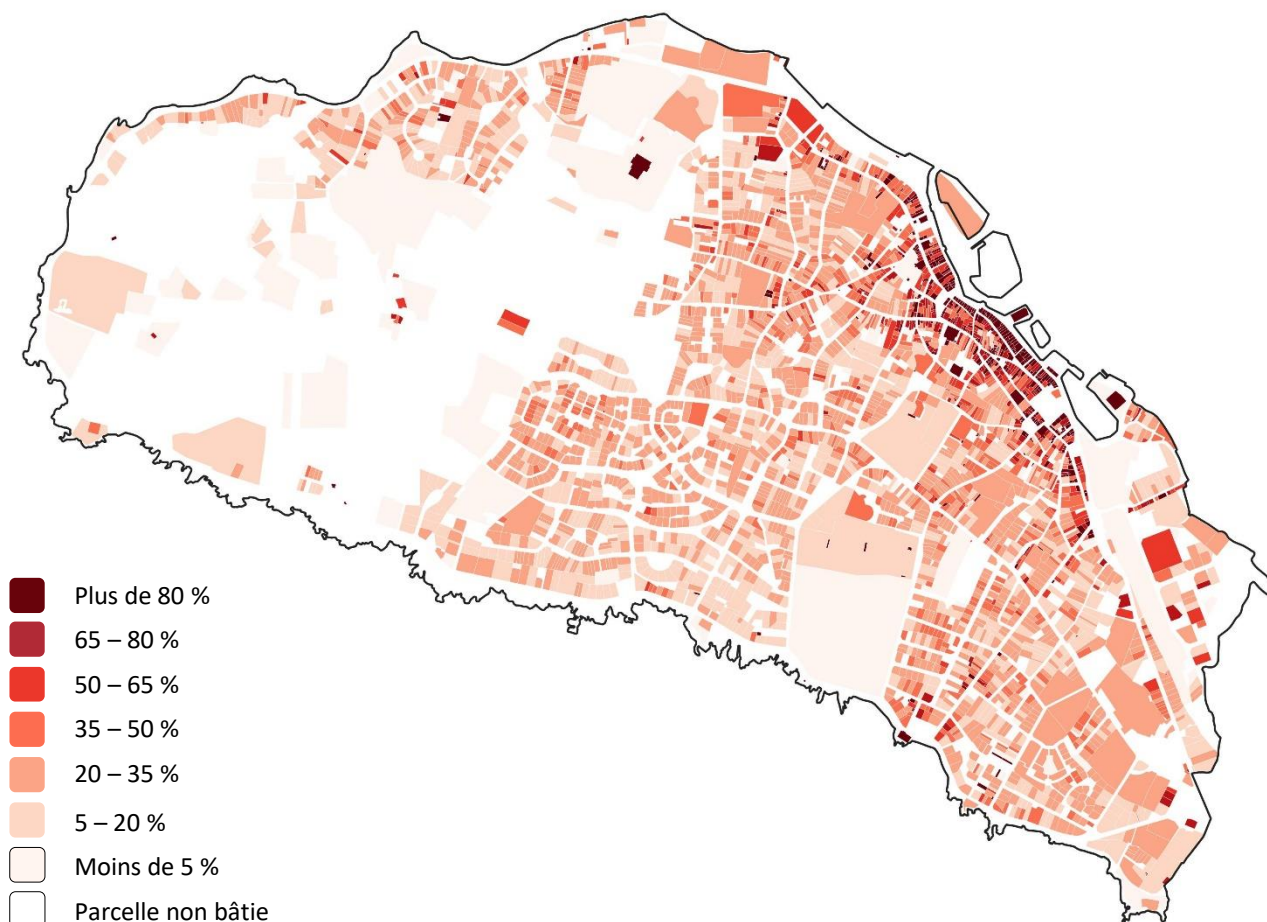 Plus de 80 %
65 – 80 %
50 – 65 %
35 – 50 %
20 – 35 %
5 – 20 %
Moins de 5 %
Parcelle non bâtie